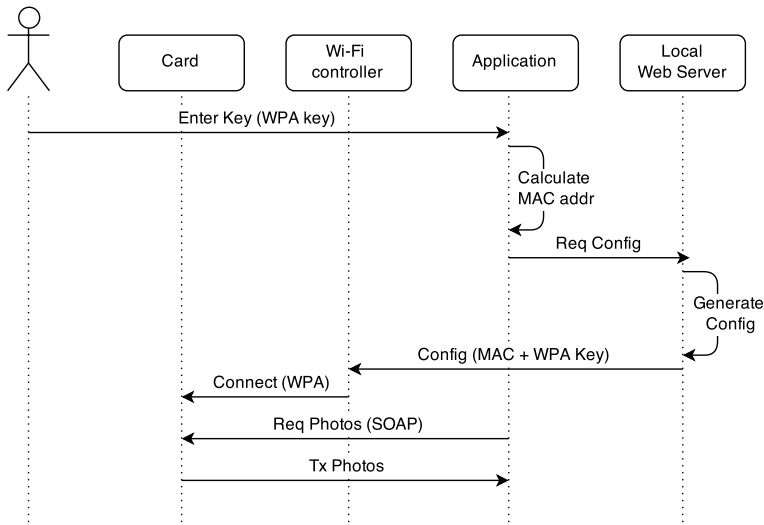 Card
Wi-Fi
controller
Application
Local
Web Server
Enter Key (WPA key)
Calculate
MAC addr
Req Config
Generate
Config
Config (MAC + WPA Key)
Connect (WPA)
Req Photos (SOAP)
Tx Photos